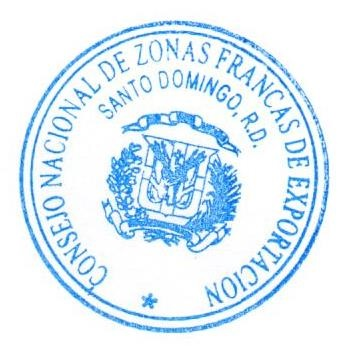 CONSEJO NACIONAL DE ZONAS FRANCAS DE EXPORTACION
SANTO DOMINGO, R.D.